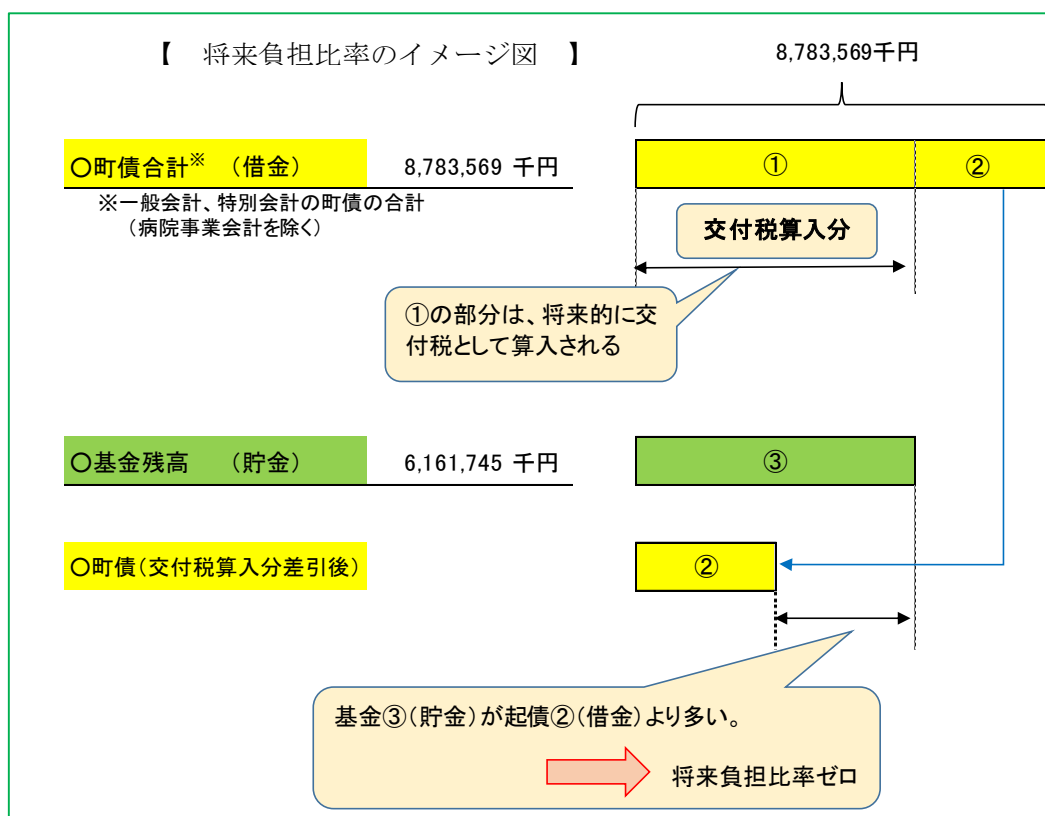 【 将来負担比率のイメージ図 】
8,783,569千円
〇町債合計※ （借金） 8,783,569 千円
① ②
※一般会計、特別会計の町債の合計
（病院事業会計を除く）
交付税算入分
①の部分は、将来的に交
付税として算入される
〇基金残高 （貯金） 6,161,745 千円
③
〇町債（交付税算入分差引後）
②
基金③（貯金）が起債②（借金）より多い。
将来負担比率ゼロ